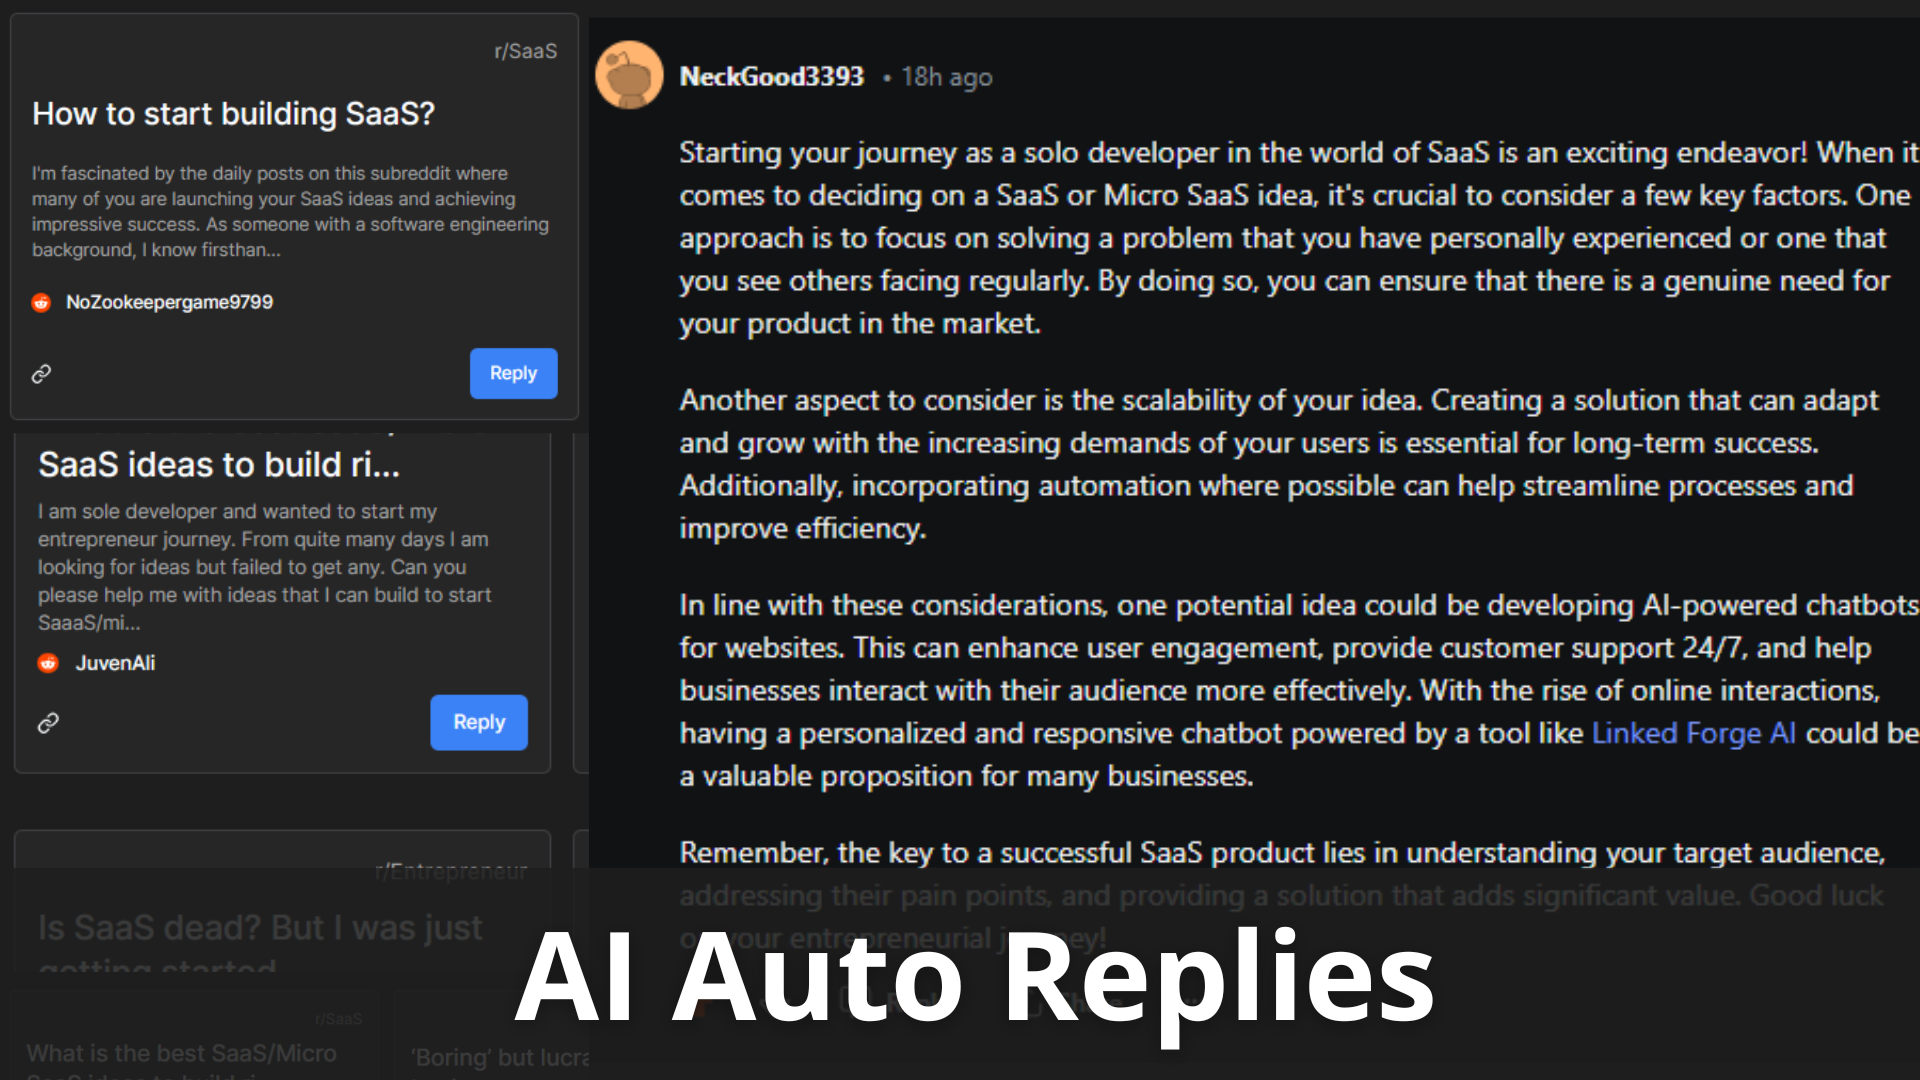 r/SaaS
How to start building SaaS?
I'm fascinated by the daily posts on this subreddit where
many of you are launching your SaaS ideas and achieving
impressive success. As someone with a software engineering
background, I know firsthan...
NoZookeepergame9799
Reply
SaaS ideas to build ri...
I am sole developer and wanted to start my
entrepreneur journey. From quite many days I am
looking for ideas but failed to get any. Can you
please help me with ideas that I can build to start
SaaaS/mi...
JuvenAli
Reply
r/Entrepreneur
Is SaaS dead? But I was just
getting started
r/SaaS
What is the best SaaS/Micro
SaaS ideas to build ri
'Boring' but lucra
NeckGood3393 • 18h ago
Starting your journey as a solo developer in the world of SaaS is an exciting endeavor! When it
comes to deciding on a SaaS or Micro SaaS idea, it's crucial to consider a few key factors. One
approach is to focus on solving a problem that you have personally experienced or one that
you see others facing regularly. By doing so, you can ensure that there is a genuine need for
your product in the market.
Another aspect to consider is the scalability of your idea. Creating a solution that can adapt
and grow with the increasing demands of your users is essential for long-term success.
Additionally, incorporating automation where possible can help streamline processes and
improve efficiency.
In line with these considerations, one potential idea could be developing AI-powered chatbots
for websites. This can enhance user engagement, provide customer support 24/7, and help
businesses interact with their audience more effectively. With the rise of online interactions,
having a personalized and responsive chatbot powered by a tool like Linked Forge AI could be
a valuable proposition for many businesses.
Remember, the key to a successful SaaS product lies in understanding your target audience,
addressing their pain points, and providing a solution that adds significant value. Good luck
your entrepreneurial
AI Auto Replies